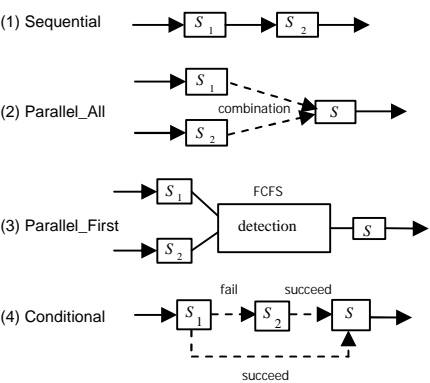 (1) Sequential S1 S2
S1
(2) Parallel_All combination S
S2
S1 FCFS
(3) Parallel_First detection S
S2
fail succeed
(4) Conditional S1 S2 S
succeed